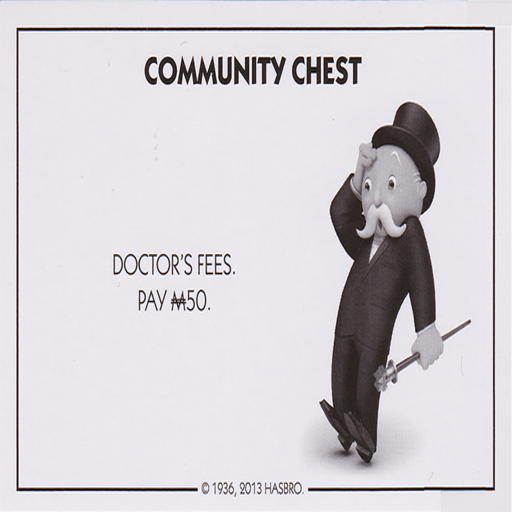 COMMUNITY CHEST
DOCTOR'S FEES.
PAY ₩50.
© 1936, 2013 HASBRO.